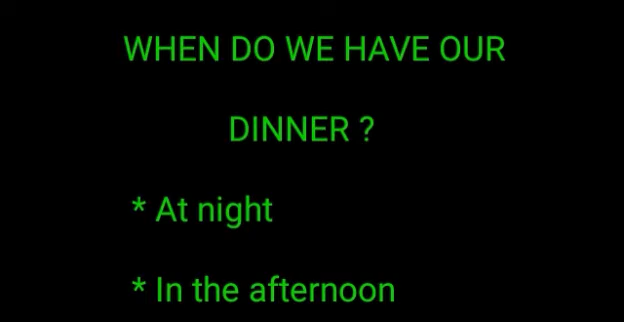 WHEN DO WE HAVE OUR
DINNER ?
* At night
* In the afternoon